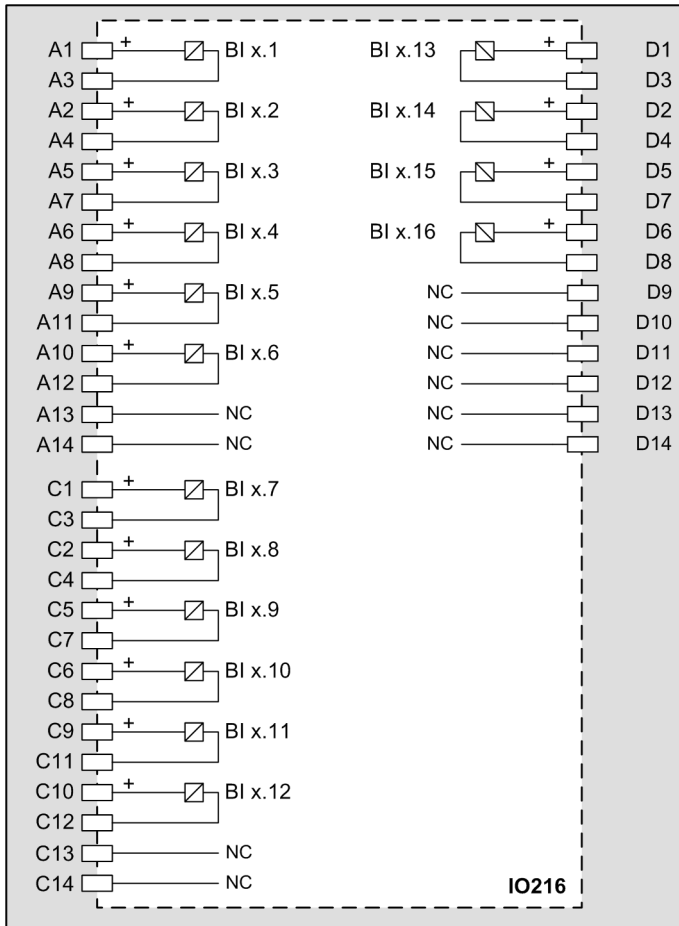 A1 + BI x.1 BI x.13 + D1
A3 D3
A2 + BI x.2 BI x.14 + D2
A4 D4
A5 + BI x.3 BI x.15 + D5
A7 D7
A6 + BI x.4 BI x.16 + D6
A8 D8
A9 + BI x.5 NC D9
A11 NC D10
A10 + BI x.6 NC D11
A12 NC D12
A13 NC NC D13
A14 NC NC D14
C1 + BI x.7
C3
C2 + BI x.8
C4
C5 + BI x.9
C7
C6 + BI x.10
C8
C9 + BI x.11
C11
C10 + BI x.12
C12
C13 NC
C14 NC IO216